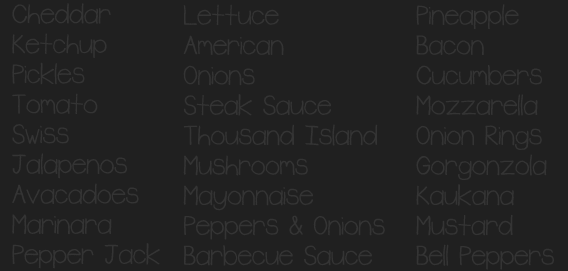 Cheddar Lettuce Pineapple
Ketchup American Bacon
Pickles Onions Cucumbers
Tomato Steak Sauce Mozzarella
Swiss Thousand Island Onion Rings
Jalapenos Mushrooms Gorgonzola
Avacadoes Mayonnaise Kaukana
Marinara Peppers & Onions Mustard
Pepper Jack Barbecue Sauce Bell Peppers